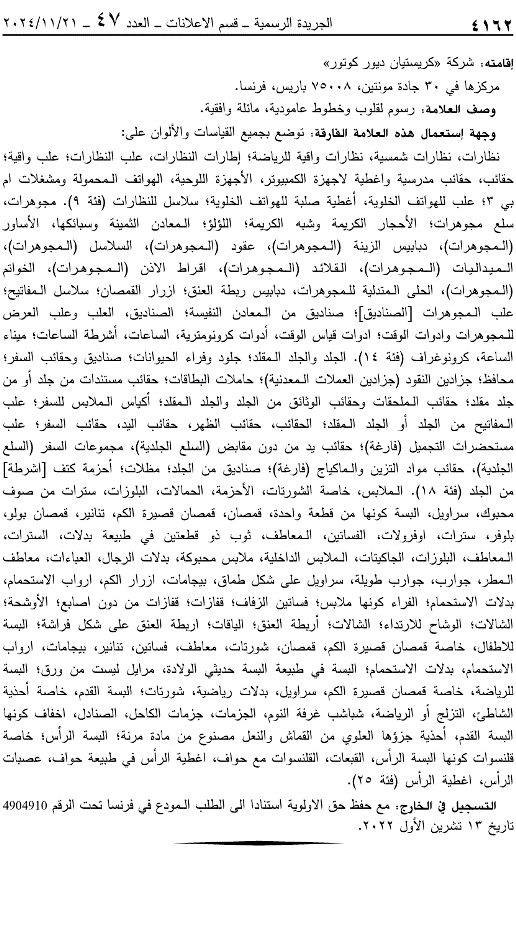 ٤١٦٢ الجريدة الرسمية ــ قسم الاعلانات ــ العدد ٤٧ ــ ٢٠٢٤/١١/٢١
إقامته: شركة «كريستيان ديور كوتور»
مركزها في ٣٠ جادة مونتين، ٧٥٠٠٨ باريس، فرنسا.
وصف العلامة: رسوم لقلوب وخطوط عامودية، مائلة وافقية.
وجهة إستعمال هذه العلامة الفارقة: توضع بجميع القياسات والألوان على:
نظارات، نظارات شمسية، نظارات واقية للرياضة؛ إطارات النظارات، علب النظارات؛ علب واقية؛
حقائب، حقائب مدرسية واغطية لاجهزة الكمبيوتر، الأجهزة اللوحية، الهواتف المحمولة ومشغلات ام
بي ٣؛ علب للهواتف الخلوية، أغطية صلبة للهواتف الخلوية؛ سلاسل للنظارات (فئة ٩). مجوهرات،
سلع مجوهرات؛ الأحجار الكريمة وشبه الكريمة؛ اللؤلؤ؛ المعادن الثمينة وسبائكها، الأساور
(المجوهرات)، دبابيس الزينة (المجوهرات)، عقود (المجوهرات)، السلاسل (المجوهرات)،
الميداليات (المجوهرات)، القلائد (المجوهرات)، اقراط الاذن (المجوهرات)، الخواتم
(المجوهرات)، الحلى المتدلية للمجوهرات، دبابيس ربطة العنق؛ ازرار القمصان؛ سلاسل المفاتيح؛
علب المجوهرات [الصناديق]؛ صناديق من المعادن النفيسة؛ الصناديق، العلب وعلب العرض
للمجوهرات وادوات الوقت؛ ادوات قياس الوقت، أدوات كرونومترية، الساعات، أشرطة الساعات؛ ميناء
الساعة، كرونوغراف (فئة ١٤). الجلد والجلد المقلد؛ جلود وفراء الحيوانات؛ صناديق وحقائب السفر؛
محافظ؛ جزادين النقود (جزادين العملات المعدنية)؛ حاملات البطاقات؛ حقائب مستندات من جلد أو من
جلد مقلد؛ حقائب الملحقات وحقائب الوثائق من الجلد والجلد المقلد؛ أكياس الملابس للسفر؛ علب
المفاتيح من الجلد أو الجلد المقلد؛ الحقائب، حقائب الظهر، حقائب اليد، حقائب السفر؛ علب
مستحضرات التجميل (فارغة)؛ حقائب يد من دون مقابض (السلع الجلدية)، مجموعات السفر (السلع
الجلدية)، حقائب مواد التزين والماكياج (فارغة)؛ صناديق من الجلد؛ مظلات؛ أحزمة كتف [اشرطة]
من الجلد (فئة ١٨). الملابس، خاصة الشورتات، الأحزمة، الحمالات، البلوزات، سترات من صوف
محبوك، سراويل، البسة كونها من قطعة واحدة، قمصان، قمصان قصيرة الكم، تنانير، قمصان بولو،
بلوفر، سترات، اوفرولات، الفساتين، المعاطف، ثوب ذو قطعتين في طبيعة بدلات، السترات،
المعاطف، البلوزات، الجاكيتات، الملابس الداخلية، ملابس محبوكة، بدلات الرجال، العباءات، معاطف
المطر، جوارب، جوارب طويلة، سراويل على شكل طماق، بيجامات، ازرار الكم، ارواب الاستحمام،
بدلات الاستحمام؛ الفراء كونها ملابس؛ فساتين الزفاف؛ قفازات؛ قفازات من دون اصابع؛ الأوشحة؛
الشالات؛ الوشاح للارتداء؛ الشالات؛ أربطة العنق؛ الياقات؛ اربطة العنق على شكل فراشة؛ البسة
للاطفال، خاصة قمصان قصيرة الكم، قمصان، شورتات، معاطف، فساتين، تنانير، بيجامات، ارواب
الاستحمام، بدلات الاستحمام؛ البسة في طبيعة البسة حديثي الولادة، مرايل ليست من ورق؛ البسة
للرياضة، خاصة قمصان قصيرة الكم، سراويل، بدلات رياضية، شورتات؛ البسة القدم، خاصة أحذية
الشاطئ، التزلج أو الرياضة، شباشب غرفة النوم، الجزمات، جزمات الكاحل، الصنادل، اخفاف كونها
البسة القدم، أحذية جزؤها العلوي من القماش والنعل مصنوع من مادة مرنة؛ البسة الرأس؛ خاصة
قلنسوات كونها البسة الرأس، القبعات، القلنسوات مع حواف، اغطية الرأس في طبيعة حواف، عصبات
الرأس، اغطية الرأس (فئة ٢٥).
التسجيل في الخارج: مع حفظ حق الاولوية استنادا الى الطلب المودع في فرنسا تحت الرقم 4904910
تاريخ ١٣ تشرين الأول ٢٠٢٢.